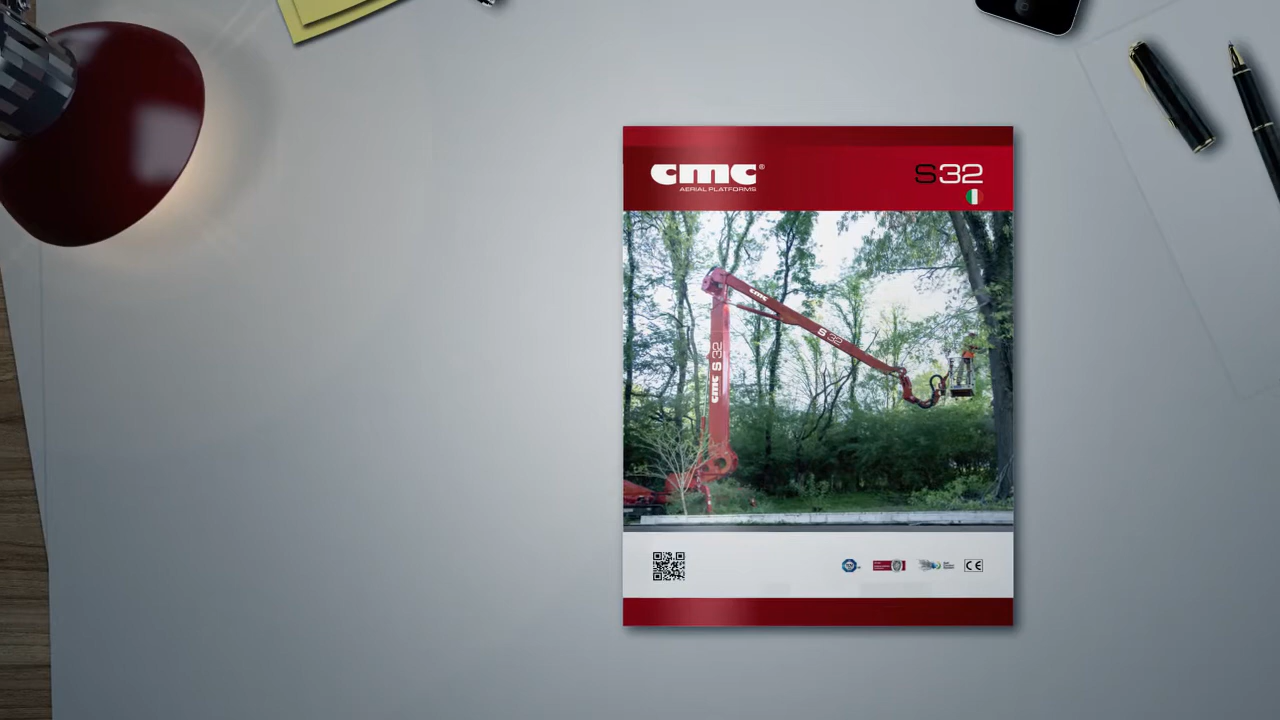 cmc®
AERIAL PLATFORMS
S32
cmc
S 32
cmc S 32
CE